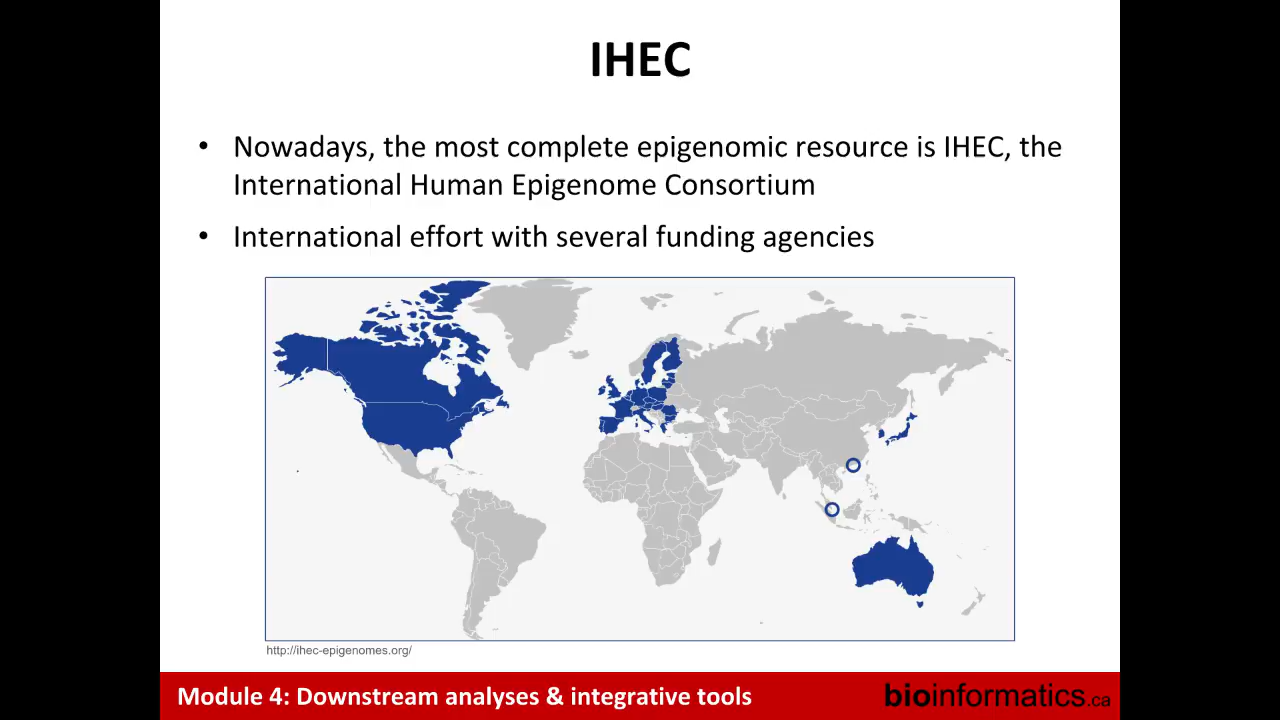 IHEC
• Nowadays, the most complete epigenomic resource is IHEC, the
International Human Epigenome Consortium
• International effort with several funding agencies
http://ihec-epigenomes.org/
Module 4: Downstream analyses & integrative tools
bioinformatics.ca